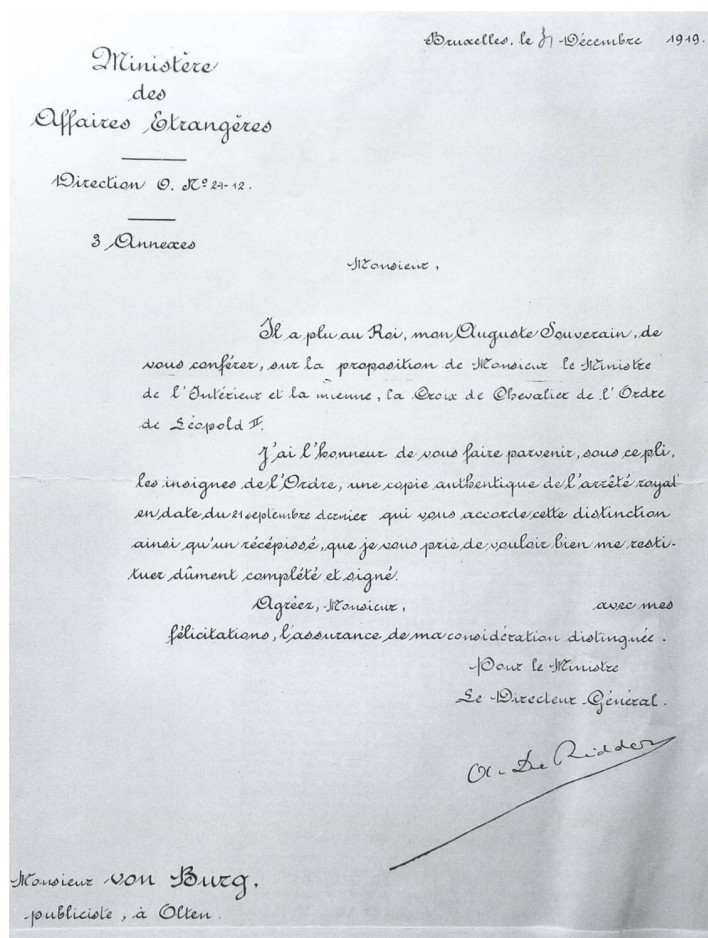 Bruxelles, le Décembre 1919.
Ministère
des
Affaires Etrangères
Direction O. Nº 24-12.
3 Annexes
Monsieur,
Il a plu au Roi, mon Auguste Souverain, de
vous conférer, sur la proposition de Monsieur le Ministre
de l'Intérieur et la mienne, la Croix de Chevalier de l'Ordre
de Léopold II.
J'ai l'honneur de vous faire parvenir, sous ce pli,
les insignes de l'Ordre, une copie authentique de l'arrêté royal
en date du 21 septembre dernier qui vous accorde cette distinction
ainsi qu'un récépissé, que je vous prie de vouloir bien me resti-
tuer dûment complété et signé.
Agréez, Monsieur, avec mes
félicitations, l'assurance de ma considération distinguée.
Pour le Ministre
Le Directeur Général.
De Ridder
Monsieur von Burg,
publiciste, à Olten.